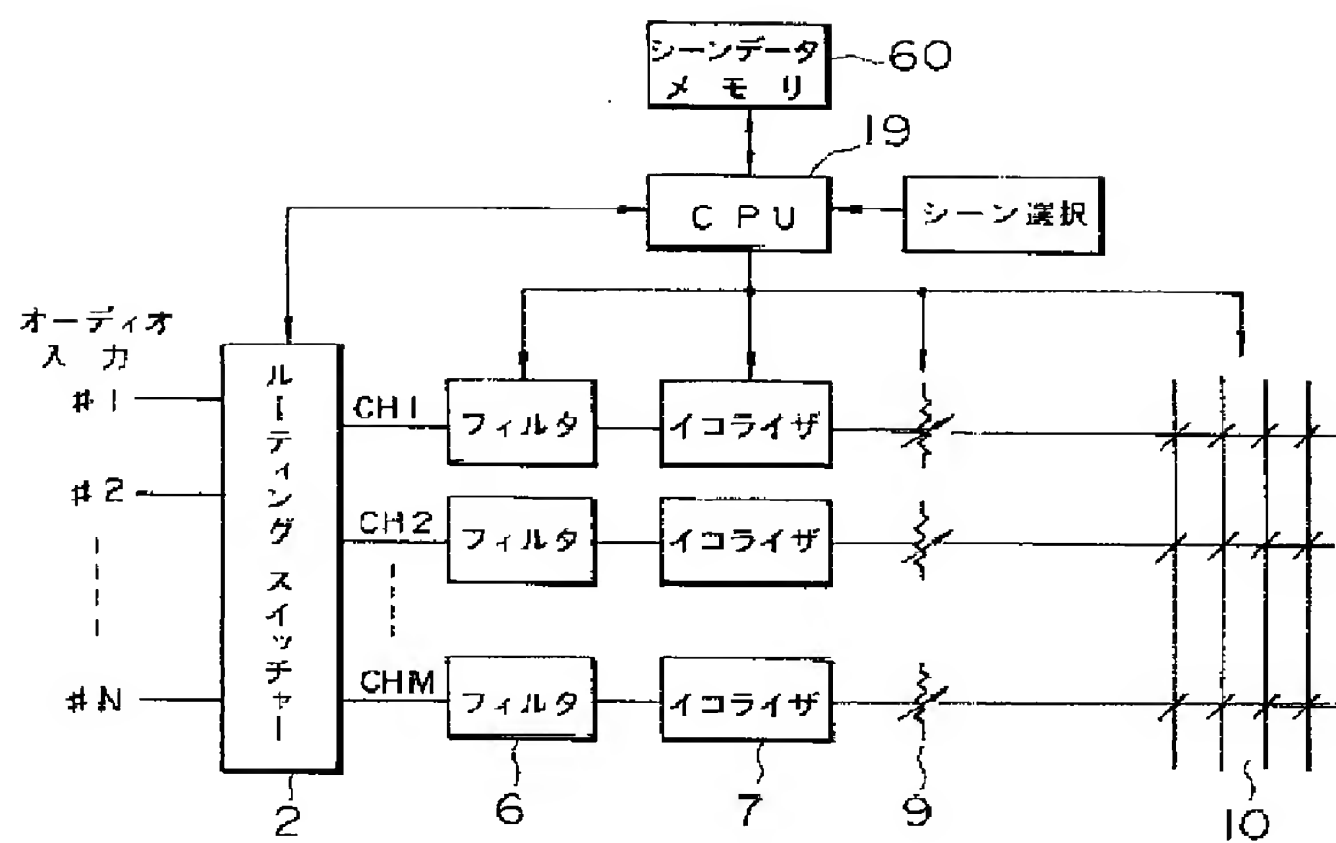 シーンデータ
メモリ
60
19
CPU
シーン選択
オーディオ
入力
#1
#2
#N
ルーティング スイッチャー
CH1
フィルタ
イコライザ
CH2
フィルタ
イコライザ
CHM
フィルタ
イコライザ
2
6
7
9
10